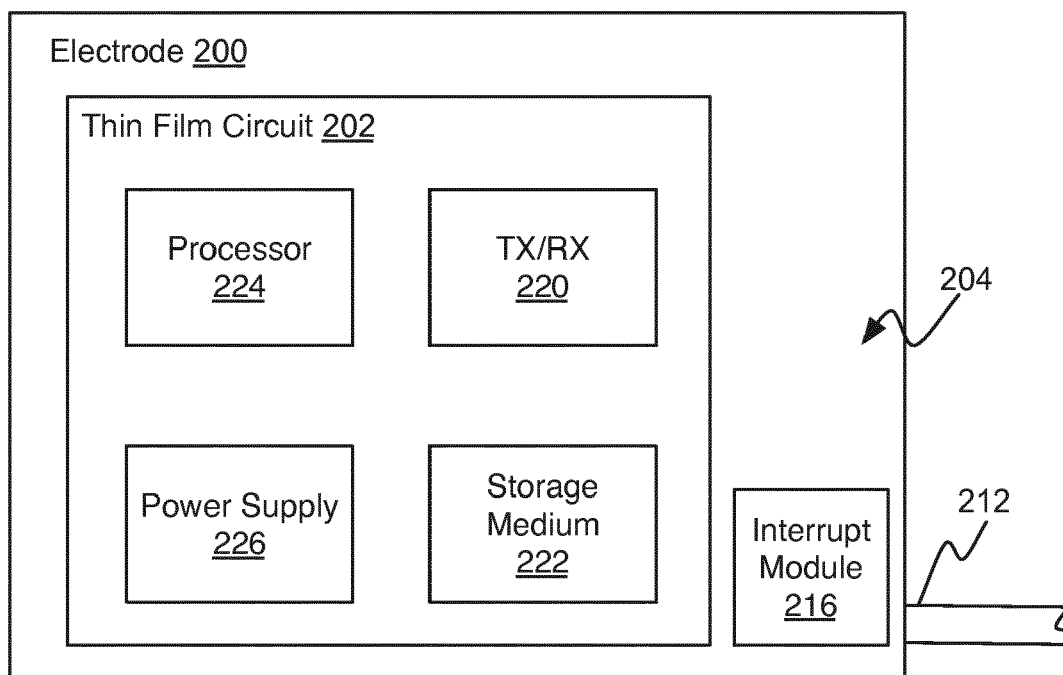 Electrode 200
Thin Film Circuit 202
Processor
224
TX/RX
220
204
Power Supply
226
Storage
Medium
222
Interrupt
Module
216
212